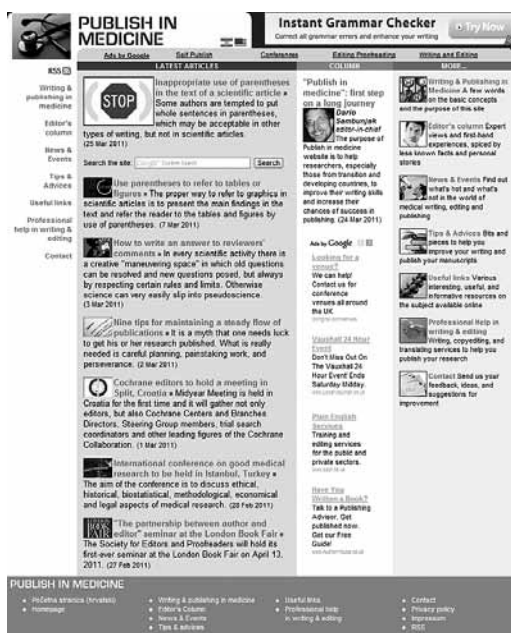 PUBLISH IN
MEDICINE
Instant Grammar Checker
Correct all grammar errors and enhance your writing
Try Now
Ads by Google
Self Publish
Conferences
Editing Proofreading
Writing and Editing
LATEST ARTICLES
COLUMN
MORE...
RSS
Writing &
publishing in
medicine
Editor's
column
News &
Events
Tips &
Advices
Useful links
Professional
help in writing &
editing
Contact
STOP
Inappropriate use of parentheses
in the text of a scientific article »
Some authors are tempted to put
whole sentences in parentheses,
which may be acceptable in other
types of writing, but not in scientific articles.
(25 Mar 2011)
Search the site:
Search
Use parentheses to refer to tables or
figures » The proper way to refer to graphics in
scientific articles is to present the main findings in the
text and refer the reader to the tables and figures by
use of parentheses. (7 Mar 2011)
How to write an answer to reviewers'
comments » In every scientific activity there is
a creative "maneuvering space" in which old questions
can be resolved and new questions posed, but always
by respecting certain rules and limits. Otherwise
science can very easily slip into pseudoscience.
(3 Mar 2011)
Nine tips for maintaining a steady flow of
publications » It is a myth that one needs luck
to get his or her research published. What is really
needed is careful planning, painstaking work, and
perseverance. (2 Mar 2011)
Cochrane editors to hold a meeting in
Split, Croatia » Midyear Meeting is held in
Croatia for the first time and it will gather not only
editors, but also Cochrane Centers and Branches
Directors, Steering Group members, trial search
coordinators and other leading figures of the Cochrane
Collaboration. (1 Mar 2011)
International conference on good medical
research to be held in Istanbul, Turkey »
The aim of the conference is to discuss ethical,
historical, biostatistical, methodological, economical
and legal aspects of medical research. (28 Feb 2011)
LONDON
BOOK
FAIR
"The partnership between author and
editor" seminar at the London Book Fair »
The Society for Editors and Proofreaders will hold its
first-ever seminar at the London Book Fair on April 13,
2011. (27 Feb 2011)
"Publish in
medicine": first step
on a long journey
Dario
Sambunjak
editor-in-chief
The purpose of
Publish in medicine
website is to help
researchers, especially
those from transition and
developing countries, to
improve their writing skills
and increase their
chances of success in
publishing. (24 Mar 2011)
Ads by Google
Looking for a
venue?
We can help!
Contact us for
conference
venues all around
the UK
Vauxhall 24 Hour
Event
Don't Miss Out On
The Vauxhall 24
Hour Event! Ends
Saturday Midday.
Plain English
Services
Training and
editing services
for the public and
private sectors.
Have You
Written a Book?
Talk to a Publishing
Advisor, Get
published now.
Get our Free
Guide!
Writing & Publishing in
Medicine A few words
on the basic concepts
and the purpose of this site
Editor's column Expert
views and first-hand
experiences, spiced by
less known facts and personal
stories
News & Events Find out
what's hot and what's
not in the world of
medical writing, editing and
publishing
Tips & Advices Bits and
pieces to help you
improve your writing and
publish your manuscripts
Useful links Various
interesting, useful, and
informative resources on
the subject available online
Professional Help in
writing & editing
Writing, copyediting, and
translating services to help you
publish your research
Contact Send us your
feedback, ideas, and
suggestions for
improvement
PUBLISH IN MEDICINE
Početna stranica (hrvatski)
Homepage
Writing & publishing in medicine
Editor's Column
News & Events
Tips & advices
Useful links
Professional help
in writing & editing
Contact
Privacy policy
Impressum
RSS